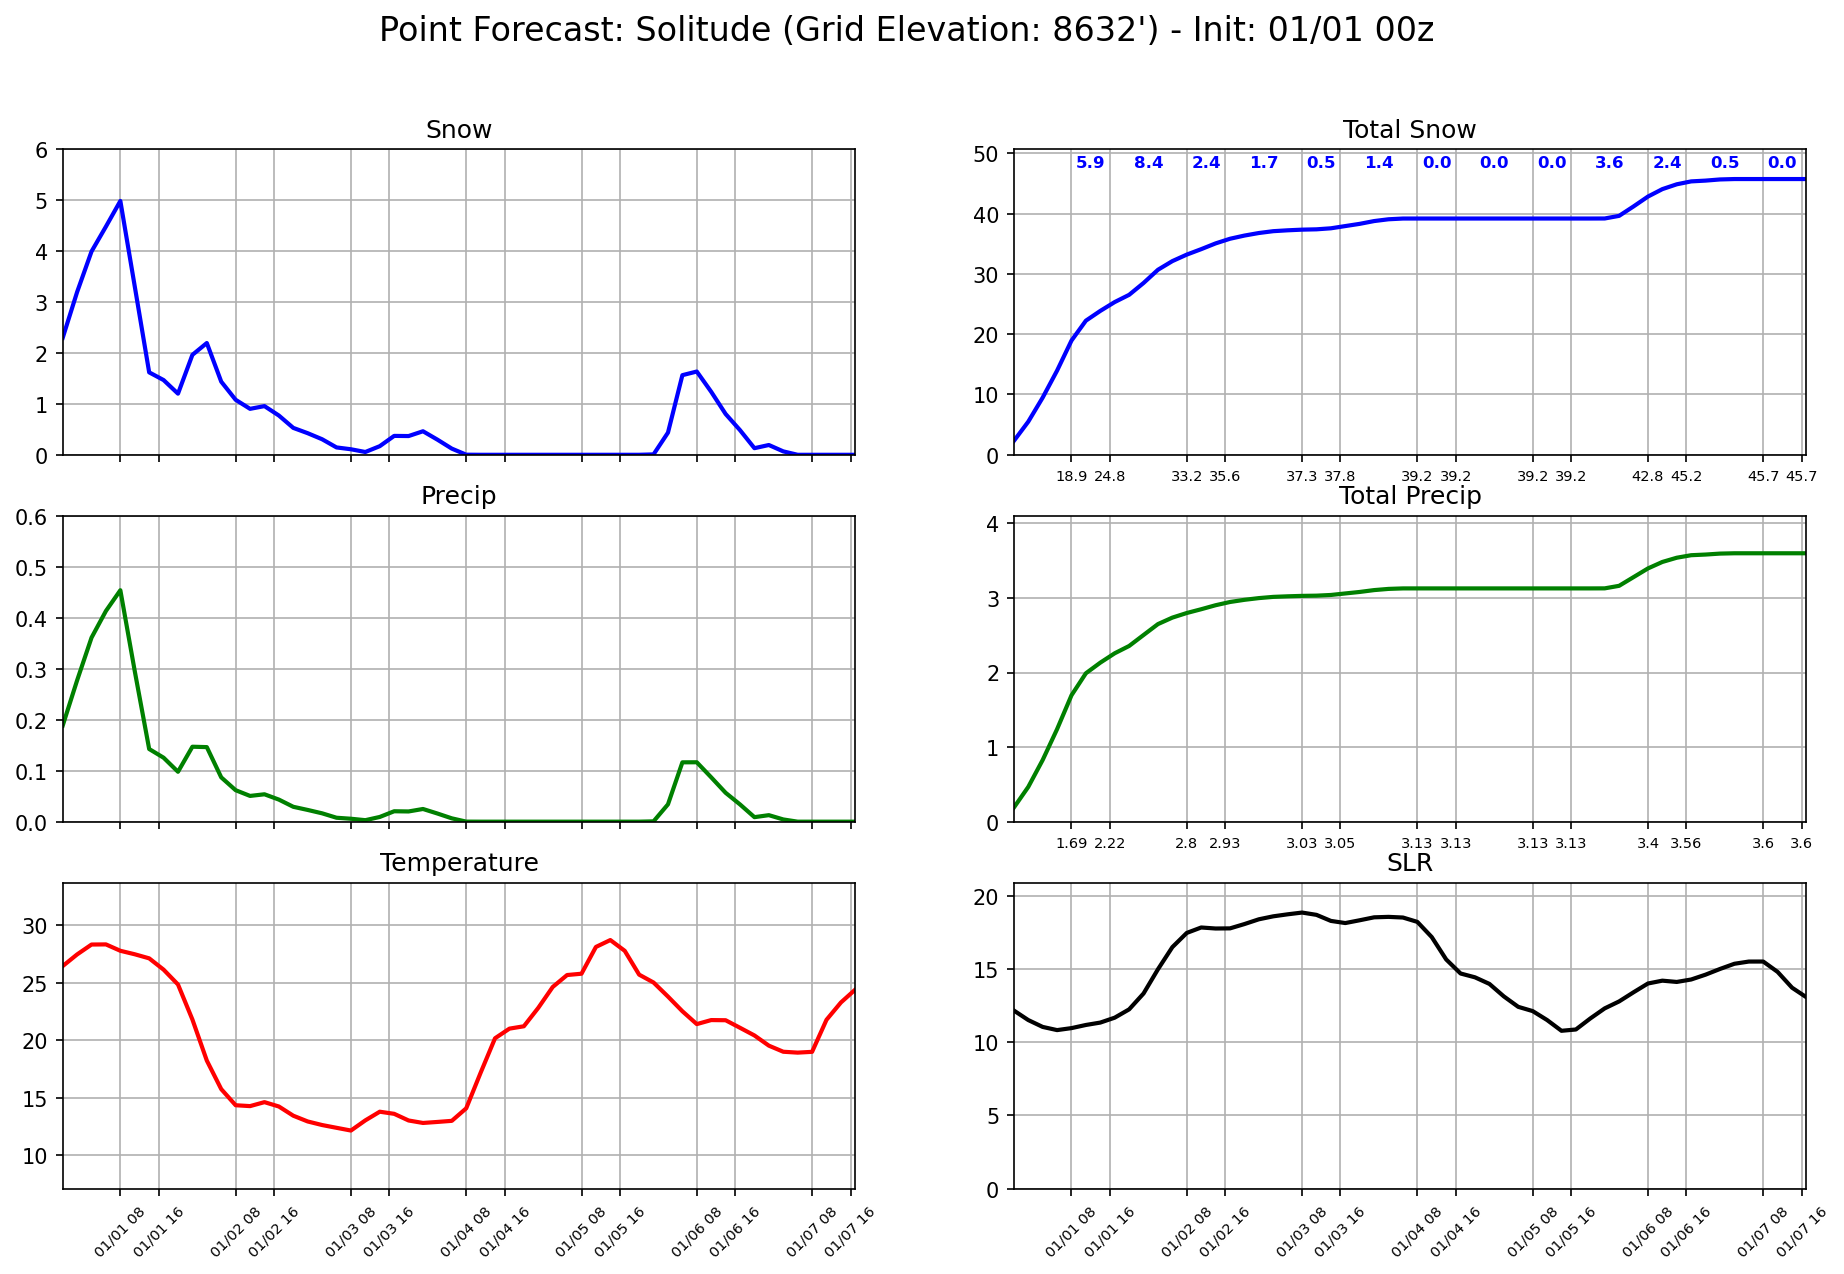 Point Forecast: Solitude (Grid Elevation: 8632') - Init: 01/01 00z
Snow
6
5
4
3
2
1
0
Total Snow
5.9 8.4 2.4 1.7 0.5 1.4 0.0 0.0 0.0 3.6 2.4 0.5 0.0
50
40
30
20
10
0
18.9 24.8 33.2 35.6 37.3 37.8 39.2 39.2 39.2 39.2 42.8 45.2 45.7 45.7
Precip
0.6
0.5
0.4
0.3
0.2
0.1
0.0
Total Precip
4
3
2
1
0
1.69 2.22 2.8 2.93 3.03 3.05 3.13 3.13 3.13 3.13 3.4 3.56 3.6 3.6
Temperature
30
25
20
15
10
01/01 08 01/01 16 01/02 08 01/02 16 01/03 08 01/03 16 01/04 08 01/04 16 01/05 08 01/05 16 01/06 08 01/06 16 01/07 08 01/07 16
SLR
20
15
10
5
0
01/01 08 01/01 16 01/02 08 01/02 16 01/03 08 01/03 16 01/04 08 01/04 16 01/05 08 01/05 16 01/06 08 01/06 16 01/07 08 01/07 16